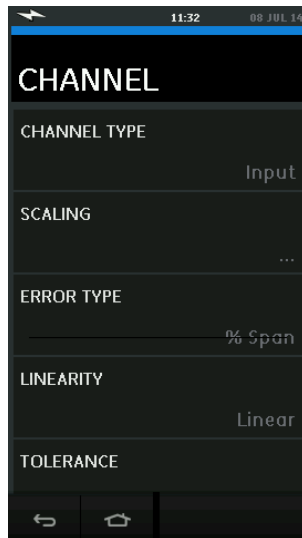 11:32 08 JUL 14
CHANNEL
CHANNEL TYPE
Input
SCALING
...
ERROR TYPE
% Span
LINEARITY
Linear
TOLERANCE